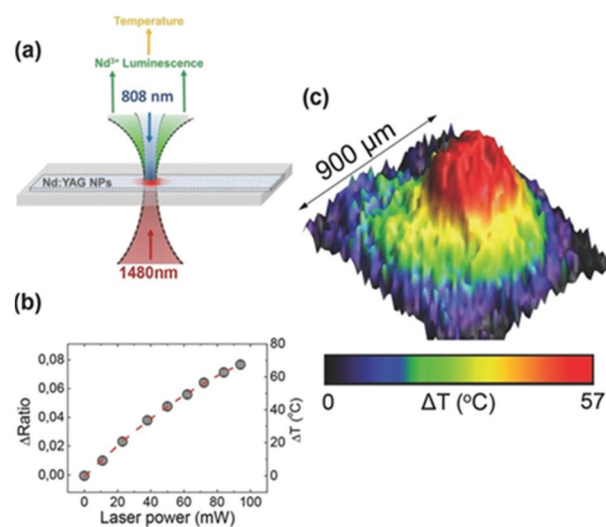 (a)
Temperature
Nd³⁺ Luminescence
808 nm
Nd:YAG NPs
1480nm
(b)
0,08
0,06
0,04
0,02
0,00
ΔRatio
0 20 40 60 80 100
Laser power (mW)
80
60
40
20
0
ΔT (°C)
(c)
900 μm
0 ΔT (°C) 57